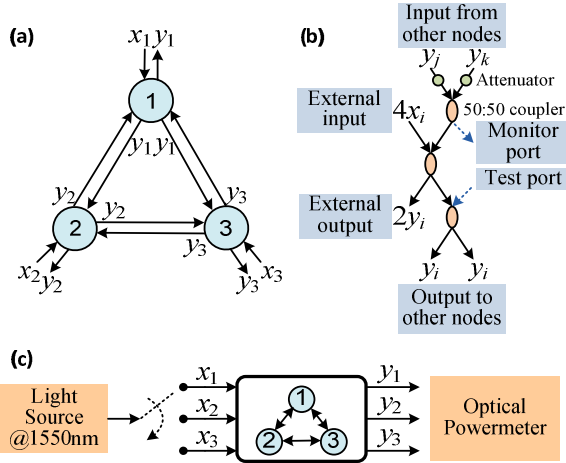 (a)
x1 y1
1
y1 y1
y2
y2
y3
y3
2
3
x2
y2
y3
x3
(b)
Input from
other nodes
yj
yk
Attenuator
50:50 coupler
External
input
4xi
Monitor
port
Test port
External
output
2yi
yi
yi
Output to
other nodes
(c)
Light
Source
@1550nm
x1
x2
x3
1
2
3
y1
y2
y3
Optical
Powermeter